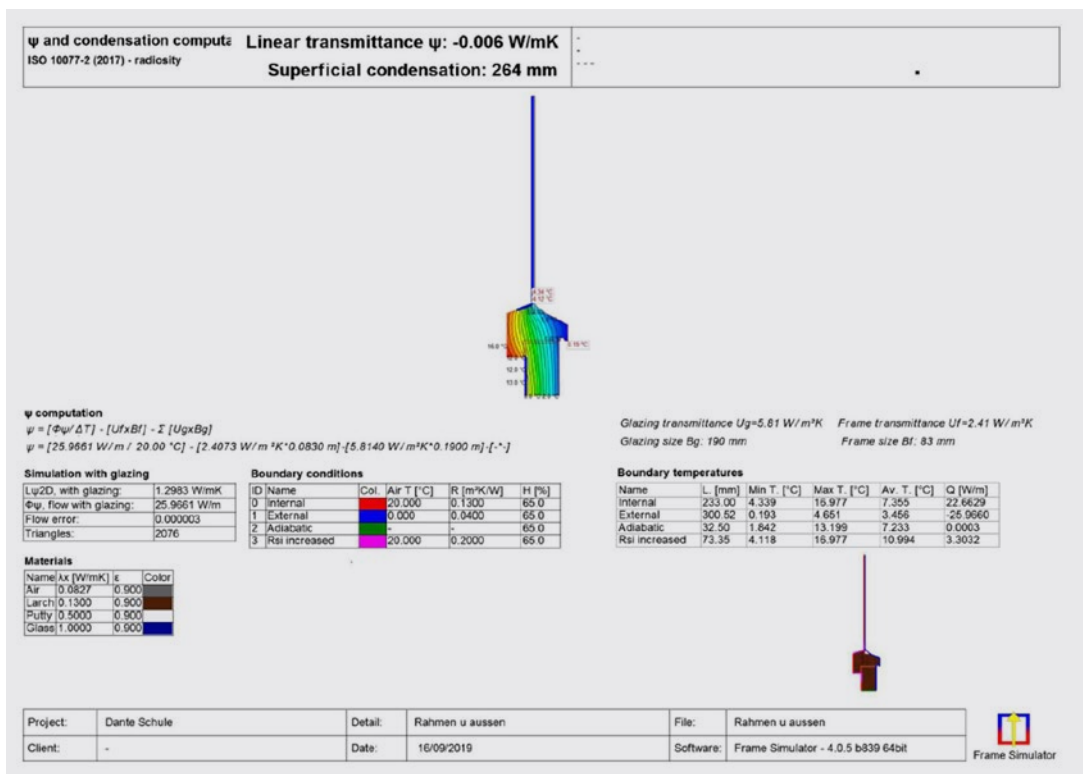 ψ and condensation computa
Linear transmittance ψ: -0.006 W/mK
ISO 10077-2 (2017) - radiosity
Superficial condensation: 264 mm
ψ computation
ψ = [Φψ/ΔT] - [UfxBf] - Σ [UgxBg]
ψ = [25.9661 W/m / 20.00 °C] - [2.4073 W/m²K*0.0830 m]-[5.8140 W/m²K*0.1900 m]-[-*-]
Glazing transmittance Ug=5.81 W/m²K Frame transmittance Uf=2.41 W/m²K
Glazing size Bg: 190 mm Frame size Bf: 83 mm
Simulation with glazing
Lψ2D, with glazing: 1.2983 W/mK
Φψ, flow with glazing: 25.9661 W/m
Flow error: 0.000003
Triangles: 2076
Boundary conditions
ID Name Col. Air T [°C] R [m²K/W] H [%]
0 Internal 20.000 0.1300 65.0
1 External 0.000 0.0400 65.0
2 Adiabatic - - 65.0
3 Rsi increased 20.000 0.2000 65.0
Boundary temperatures
Name L. [mm] Min T. [°C] Max T. [°C] Av. T. [°C] Q [W/m]
Internal 233.00 4.339 16.977 7.355 22.6629
External 300.52 0.193 4.651 3.456 -25.9660
Adiabatic 32.50 1.842 13.199 7.233 0.0003
Rsi increased 73.35 4.118 16.977 10.994 3.3032
Materials
Name λx [W/mK] ε Color
Air 0.0827 0.900
Larch 0.1300 0.900
Putty 0.5000 0.900
Glass 1.0000 0.900
Project: Dante Schule Detail: Rahmen u aussen File: Rahmen u aussen
Client: - Date: 16/09/2019 Software: Frame Simulator - 4.0.5 b839 64bit
Frame Simulator